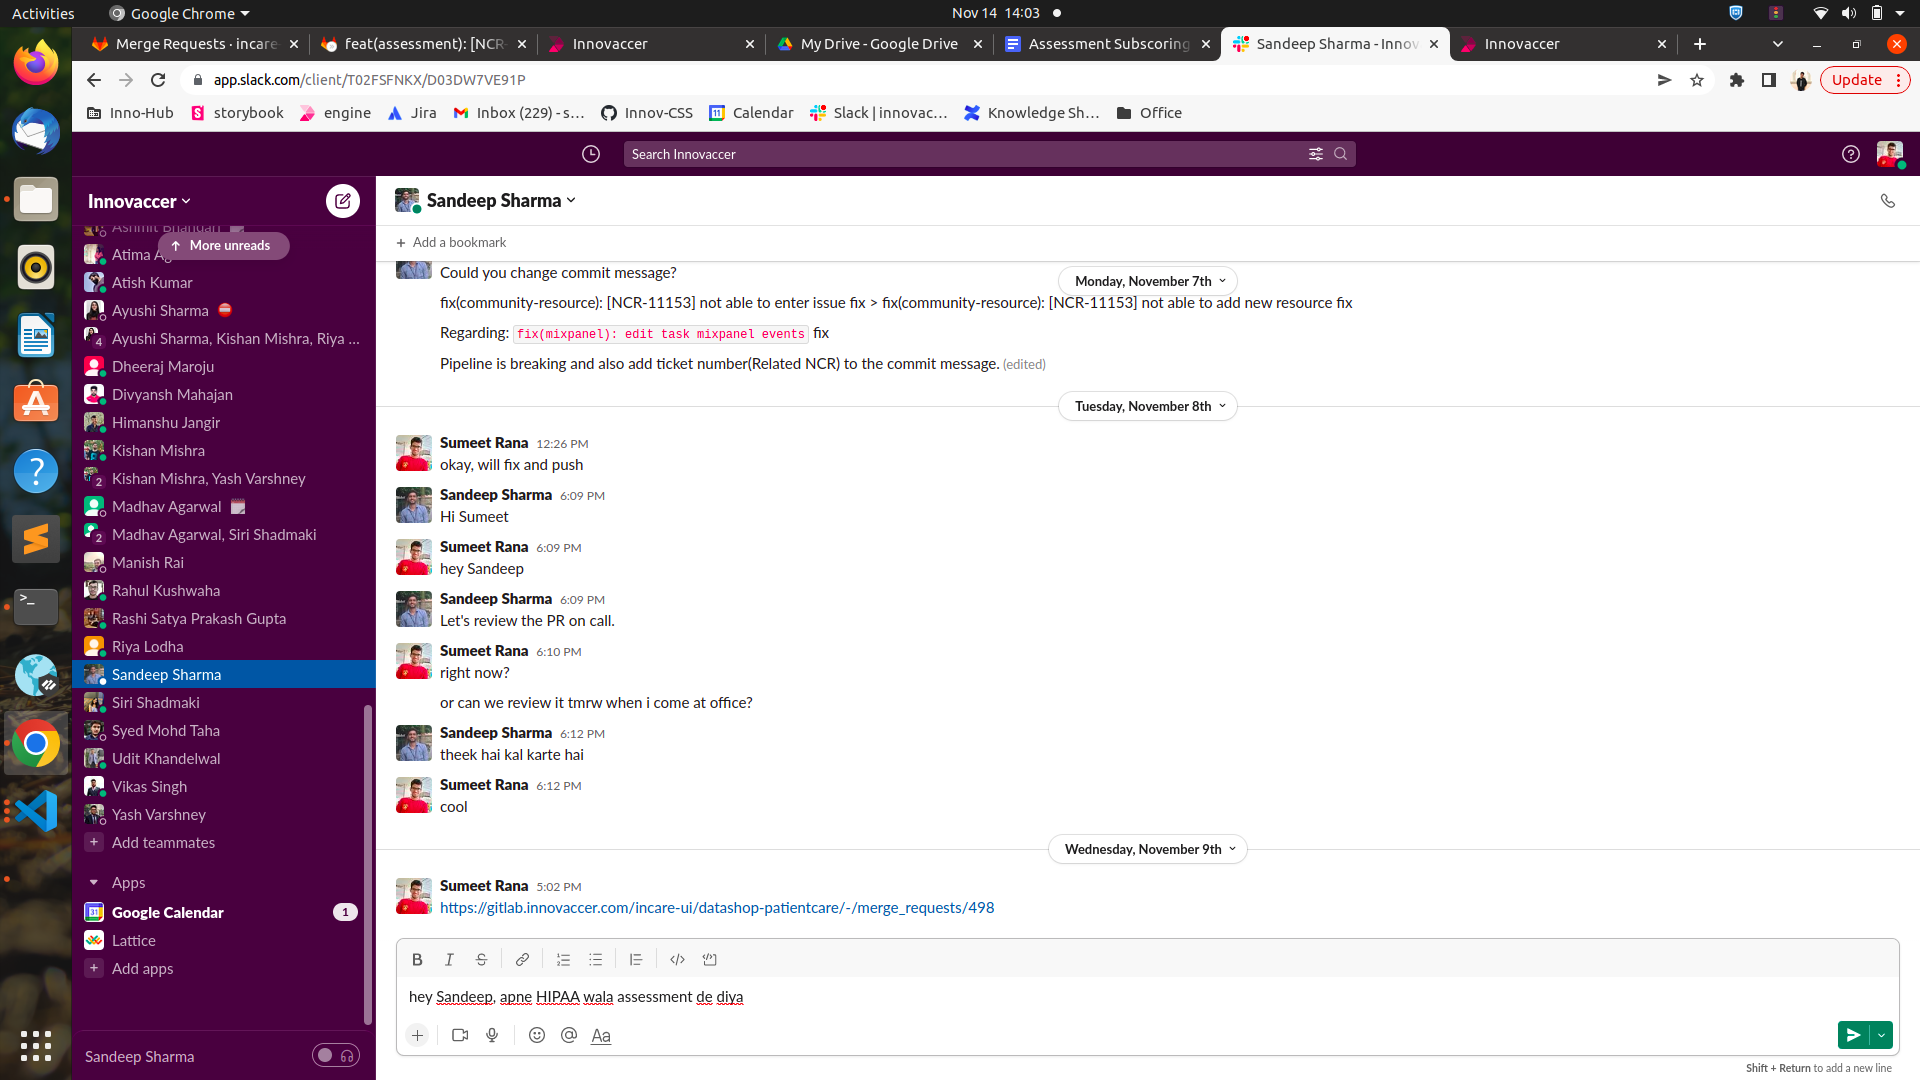 Activities
Google Chrome
Nov 14 14:03
Merge Requests · incare
feat(assessment): [NCR-
Innovaccer
My Drive - Google Drive
Assessment Subscoring
Sandeep Sharma - Innov
Innovaccer
app.slack.com/client/T02FSFNKX/D03DW7VE91P
Update
Inno-Hub
storybook
engine
Jira
Inbox (229) - s...
Innov-CSS
Calendar
Slack | innovac...
Knowledge Sh...
Office
Search Innovaccer
Innovaccer
Ashmit Bhandari
More unreads
Atima Ag
Atish Kumar
Ayushi Sharma
4 Ayushi Sharma, Kishan Mishra, Riya ...
Dheeraj Maroju
Divyansh Mahajan
Himanshu Jangir
Kishan Mishra
2 Kishan Mishra, Yash Varshney
Madhav Agarwal
2 Madhav Agarwal, Siri Shadmaki
Manish Rai
Rahul Kushwaha
Rashi Satya Prakash Gupta
Riya Lodha
Sandeep Sharma
Siri Shadmaki
Syed Mohd Taha
Udit Khandelwal
Vikas Singh
Yash Varshney
Add teammates
Apps
Google Calendar 1
Lattice
Add apps
Sandeep Sharma
Sandeep Sharma
Add a bookmark
Could you change commit message?
Monday, November 7th
fix(community-resource): [NCR-11153] not able to enter issue fix > fix(community-resource): [NCR-11153] not able to add new resource fix
Regarding: fix(mixpanel): edit task mixpanel events fix
Pipeline is breaking and also add ticket number(Related NCR) to the commit message. (edited)
Tuesday, November 8th
Sumeet Rana 12:26 PM
okay, will fix and push
Sandeep Sharma 6:09 PM
Hi Sumeet
Sumeet Rana 6:09 PM
hey Sandeep
Sandeep Sharma 6:09 PM
Let's review the PR on call.
Sumeet Rana 6:10 PM
right now?
or can we review it tmrw when i come at office?
Sandeep Sharma 6:12 PM
theek hai kal karte hai
Sumeet Rana 6:12 PM
cool
Wednesday, November 9th
Sumeet Rana 5:02 PM
https://gitlab.innovaccer.com/incare-ui/datashop-patientcare/-/merge_requests/498
hey Sandeep, apne HIPAA wala assessment de diya
Aa
Shift + Return to add a new line